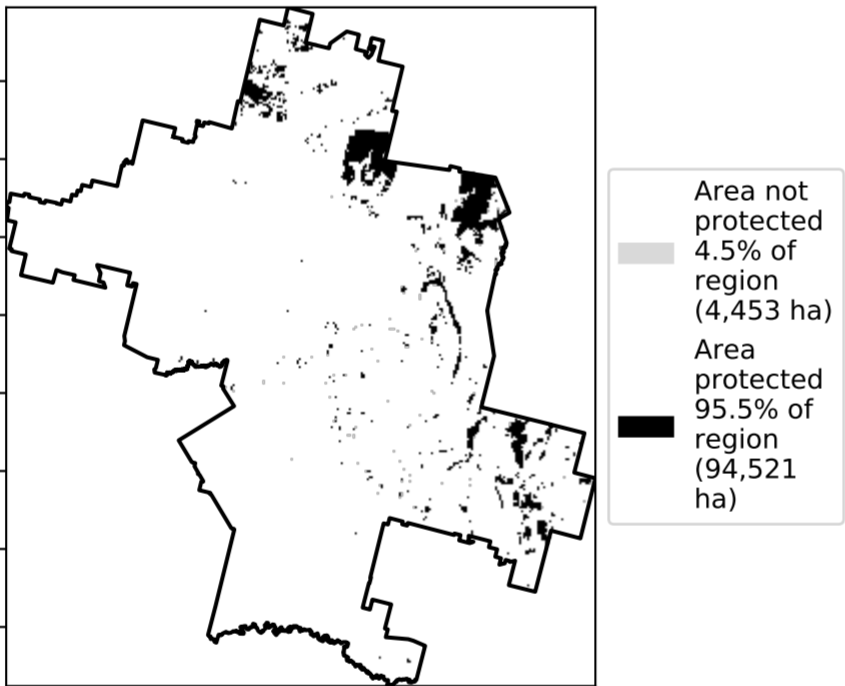 Area not
protected
4.5% of
region
(4,453 ha)
Area
protected
95.5% of
region
(94,521
ha)